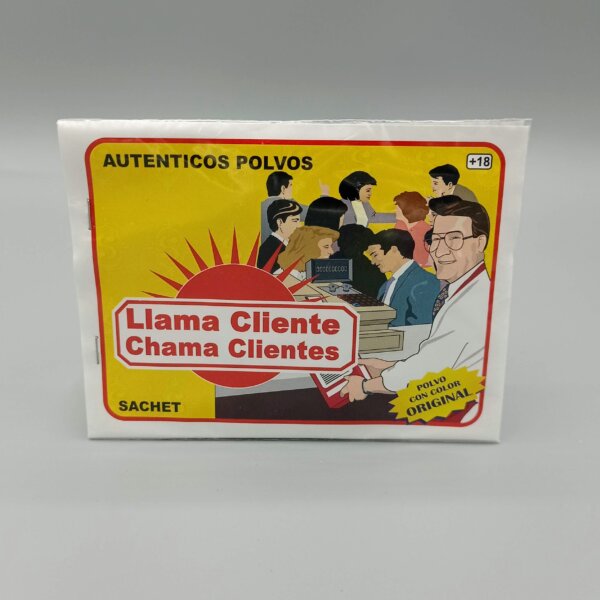 AUTENTICOS POLVOS
+18
Llama Cliente
Chama Clientes
SACHET
POLVO
CON COLOR
ORIGINAL